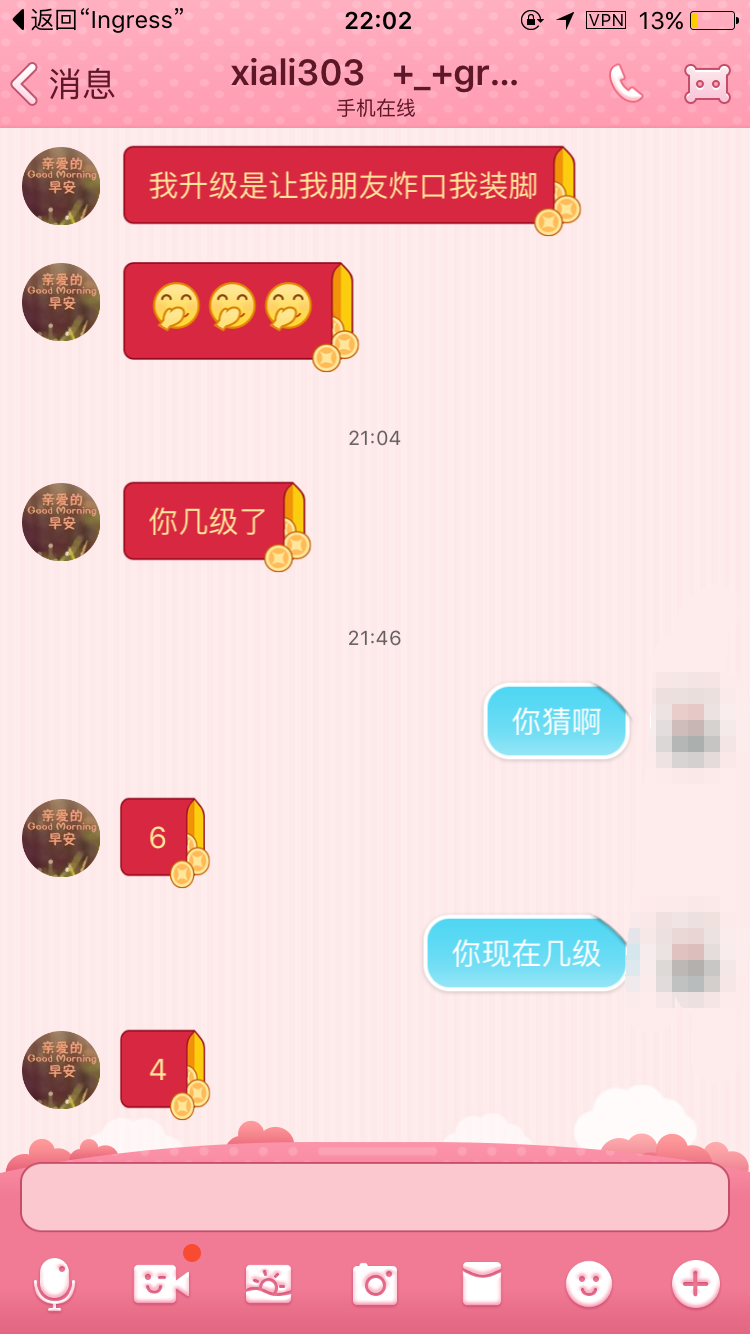 返回“Ingress”
22:02
VPN
13%
消息
xiali303 +_+gr...
手机在线
亲爱的
Good Morning
早安
我升级是让我朋友炸口我装脚
亲爱的
Good Morning
早安
21:04
亲爱的
Good Morning
早安
你几级了
21:46
你猜啊
亲爱的
Good Morning
早安
6
你现在几级
亲爱的
Good Morning
早安
4